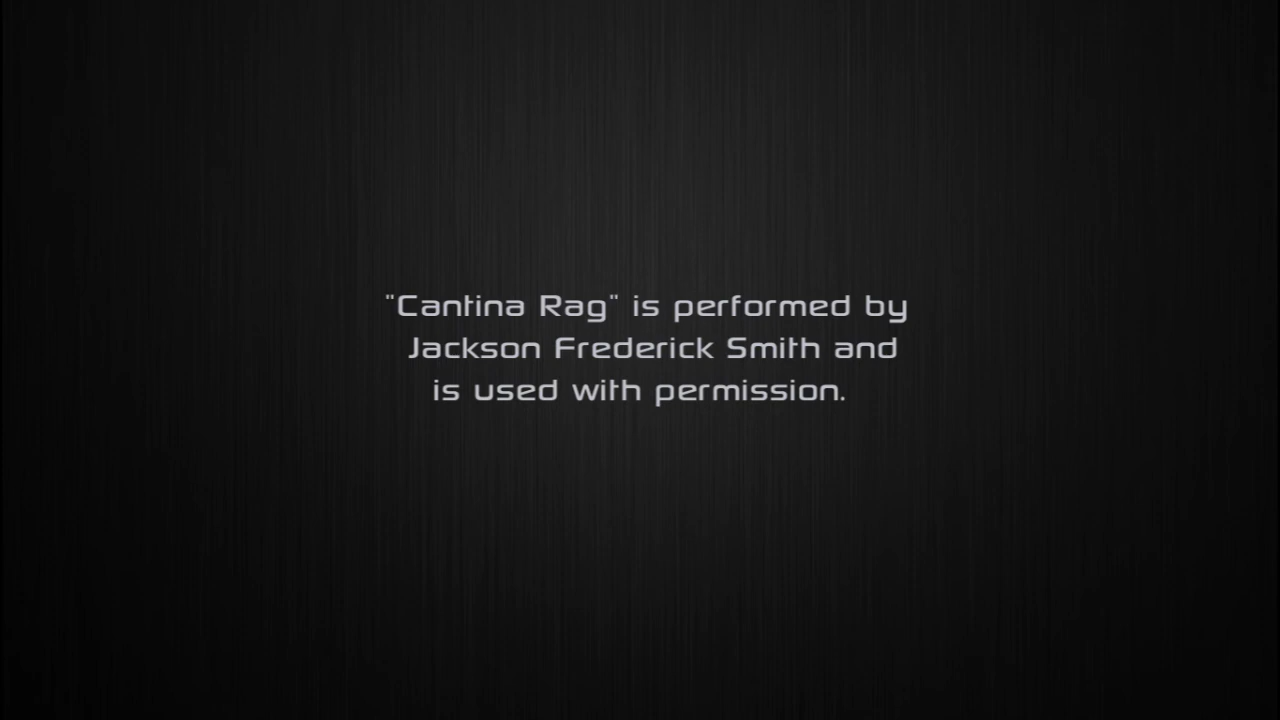 "Cantina Rag" is performed by
Jackson Frederick Smith and
is used with permission.